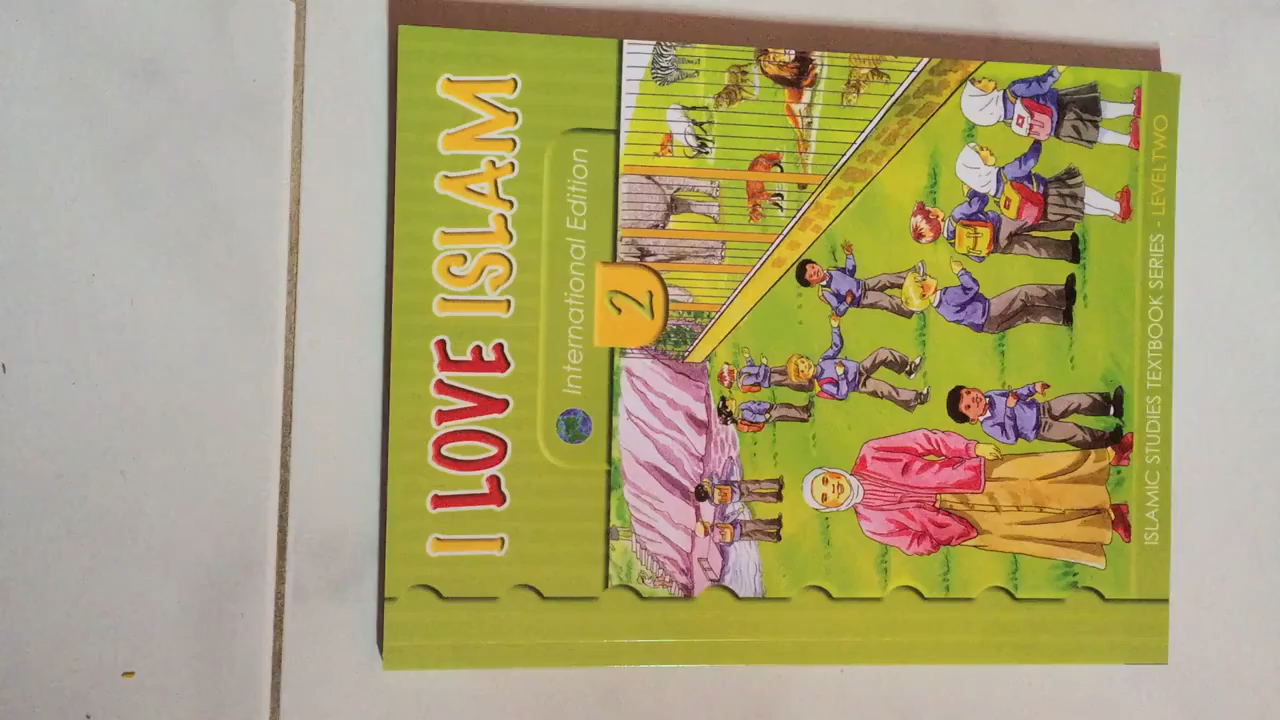 I LOVE ISLAM
International Edition
2
ISLAMIC STUDIES TEXTBOOK SERIES - LEVEL TWO